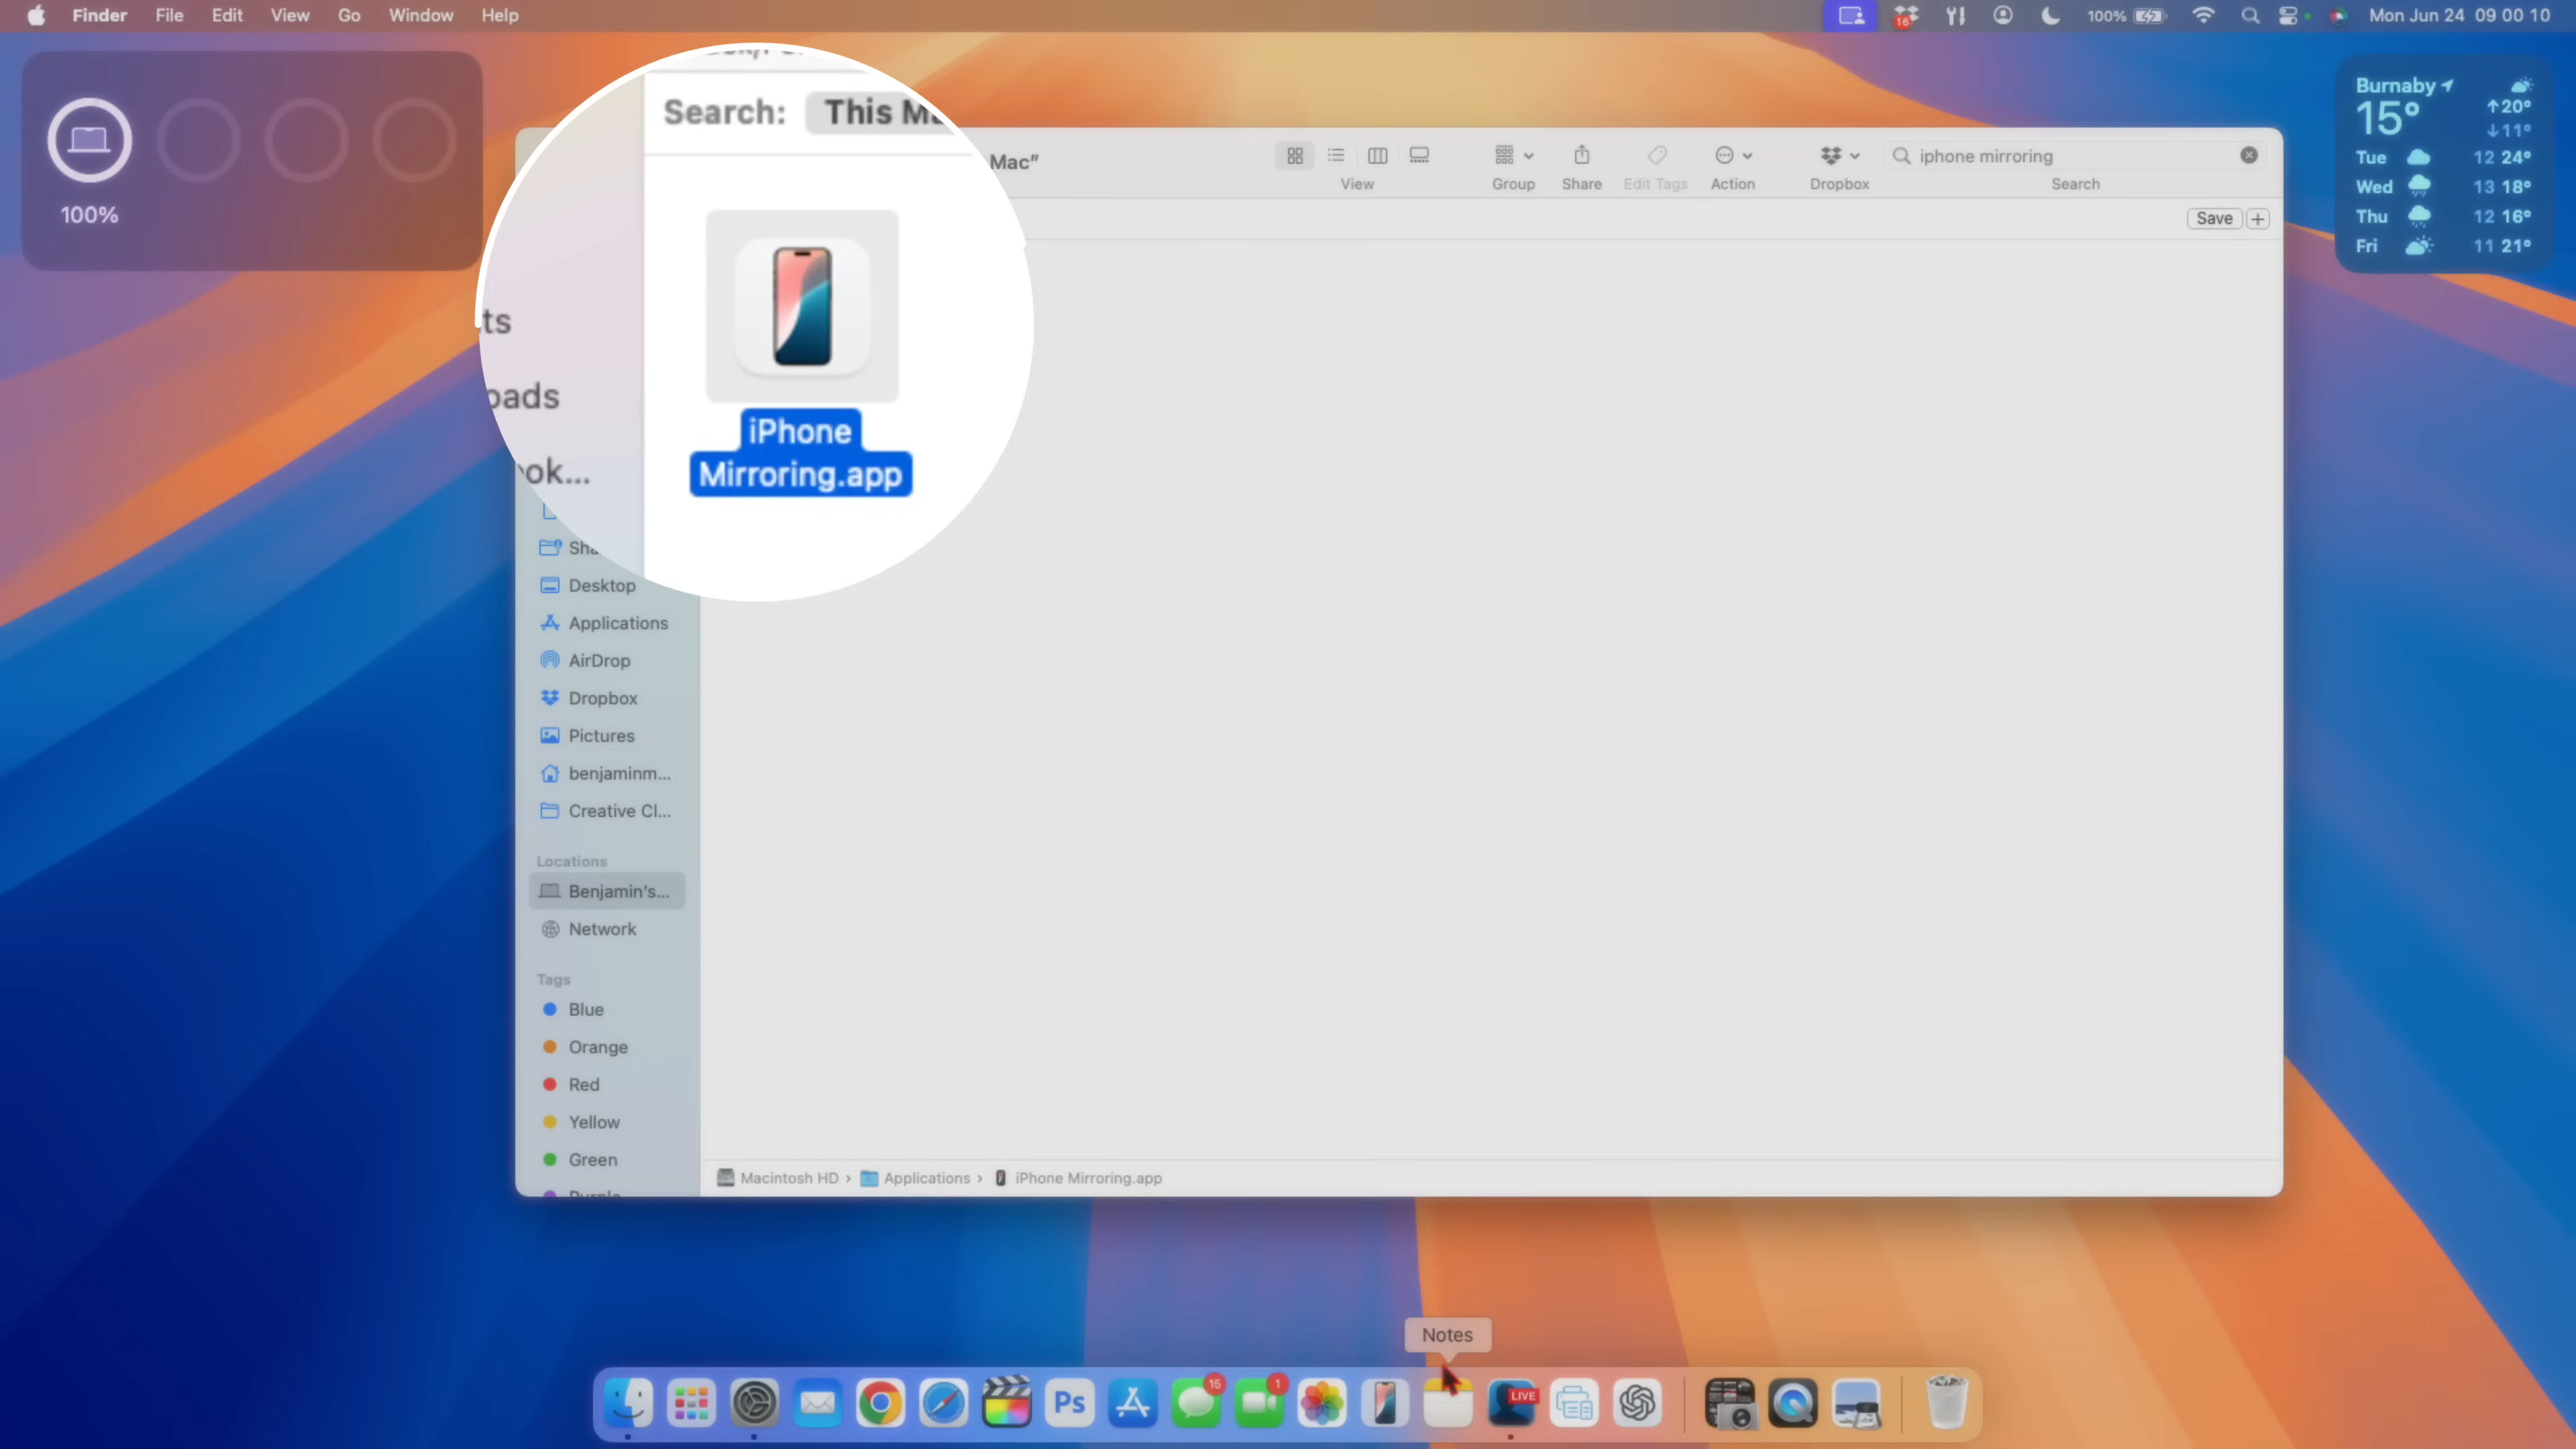 Finder File Edit View Go Window Help
16
100%
Mon Jun 24 09 00 10
100%
Burnaby
15°
↑20°
↓11°
Tue 12 24°
Wed 13 18°
Thu 12 16°
Fri 11 21°
Search: This Ma
Mac”
iphone mirroring
View Group Share Edit Tags Action Dropbox Search
Save
ts
oads
ok...
iPhone
Mirroring.app
Sha
Desktop
Applications
AirDrop
Dropbox
Pictures
benjaminm...
Creative Cl...
Locations
Benjamin’s...
Network
Tags
Blue
Orange
Red
Yellow
Green
Purple
Macintosh HD › Applications › iPhone Mirroring.app
Notes
Ps
15
1
LIVE